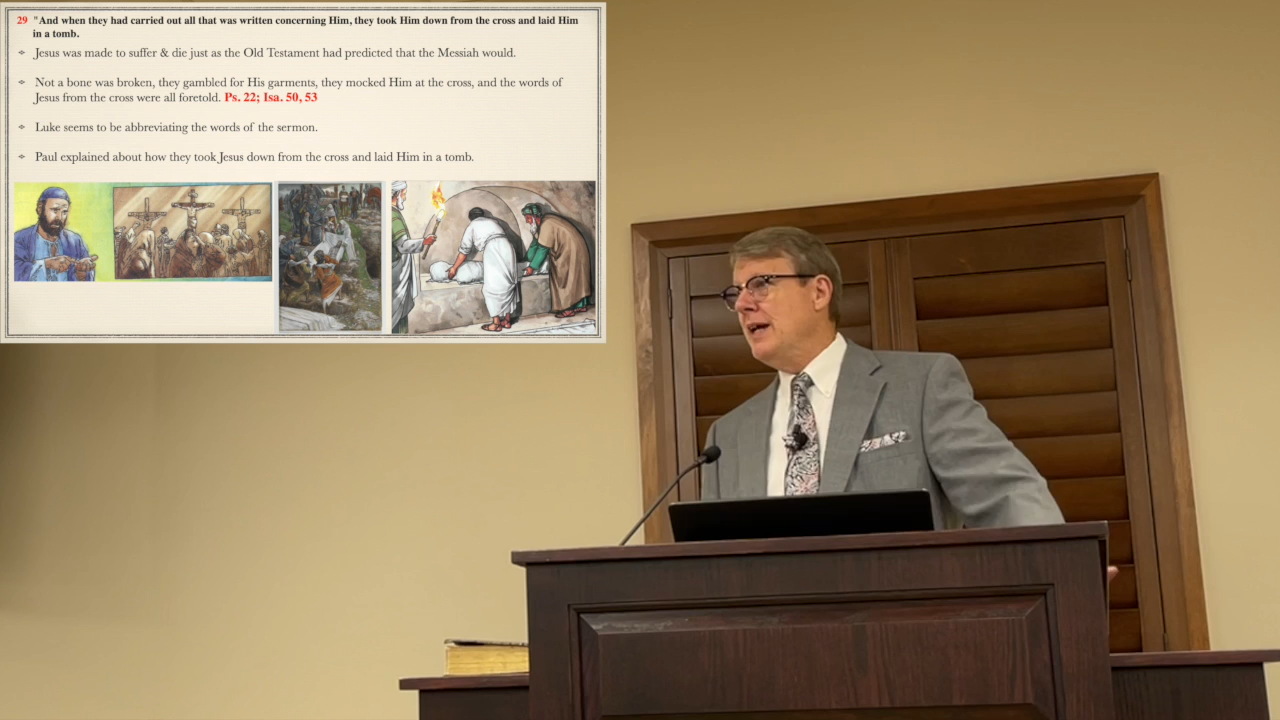 29 "And when they had carried out all that was written concerning Him, they took Him down from the cross and laid Him
in a tomb.
Jesus was made to suffer & die just as the Old Testament had predicted that the Messiah would.
Not a bone was broken, they gambled for His garments, they mocked Him at the cross, and the words of
Jesus from the cross were all foretold. Ps. 22; Isa. 50, 53
Luke seems to be abbreviating the words of the sermon.
Paul explained about how they took Jesus down from the cross and laid Him in a tomb.